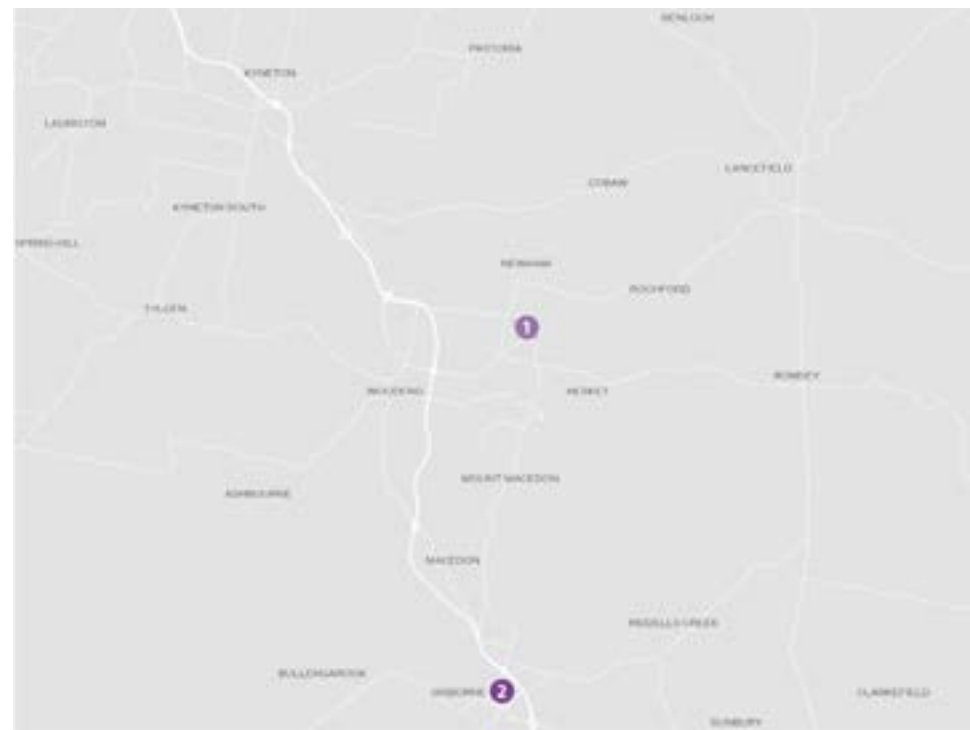 BENLOCH
PASTORIA
KYNETON
LAURISTON
LANCEFIELD
COBAW
KYNETON SOUTH
SPRING HILL
NEWHAM
ROCHFORD
TYLDEN
1
ROMSEY
WOODEND
HESKET
MOUNT MACEDON
ASHBOURNE
MACEDON
RIDDELLS CREEK
BULLENGAROOK
GISBORNE
2
CLARKEFIELD
SUNBURY